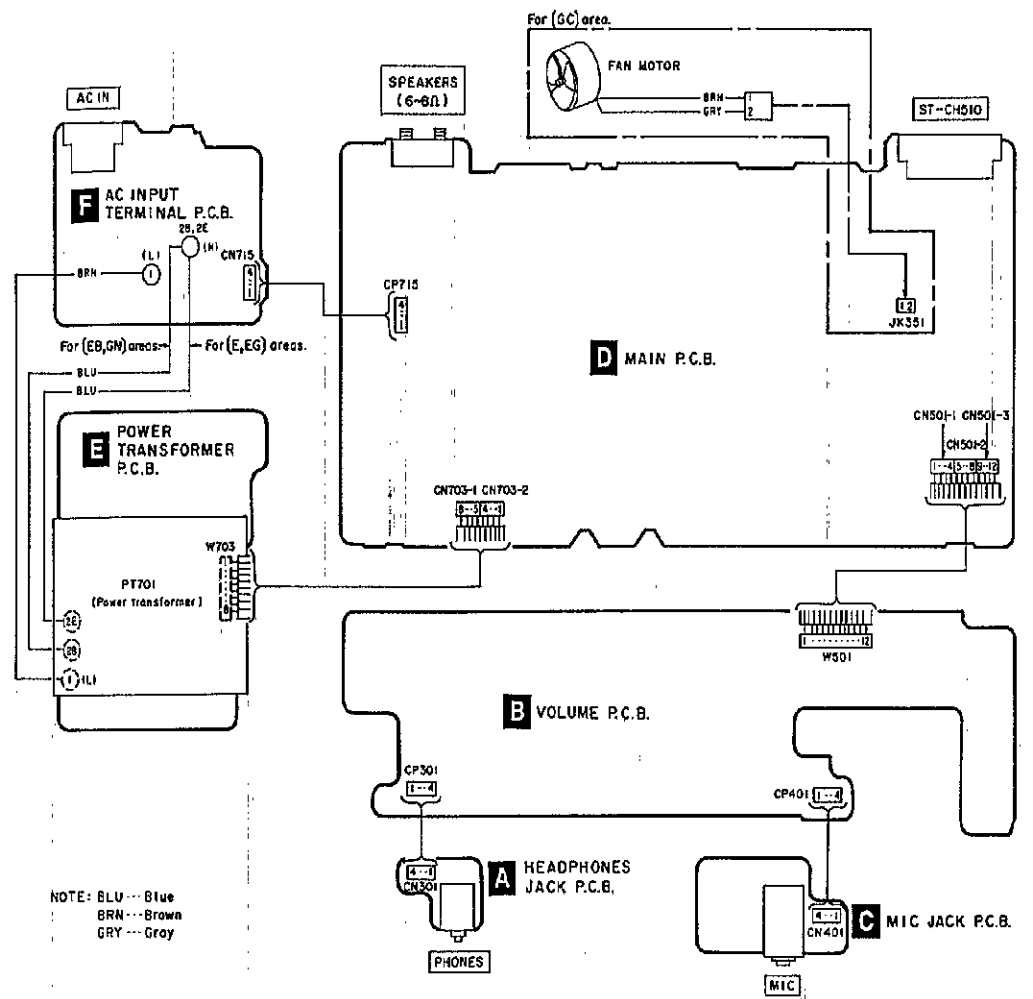 For (GC) area.
FAN MOTOR
BRN
GRY
1
2
AC IN
SPEAKERS
(6~8Ω)
ST-CH510
F AC INPUT
TERMINAL P.C.B.
2B, 2E
(N)
(L)
1
BRN
CN715
4--1
CP715
4--1
1 2
JK351
For (EB,GN) areas.
For (E,EG) areas.
BLU
BLU
D MAIN P.C.B.
E POWER
TRANSFORMER
P.C.B.
CN501-1 CN501-3
CN501-2
1--4 5--8 9--12
CN703-1 CN703-2
8--5 4--1
W703
PT701
(Power transformer)
2E
2B
1 (L)
1 ---------- 12
W501
B VOLUME P.C.B.
CP301
1--4
CP401
1--4
A HEADPHONES
JACK P.C.B.
4--1
CN301
PHONES
4--1
CN401
C MIC JACK P.C.B.
MIC
NOTE: BLU---Blue
BRN---Brown
GRY---Gray